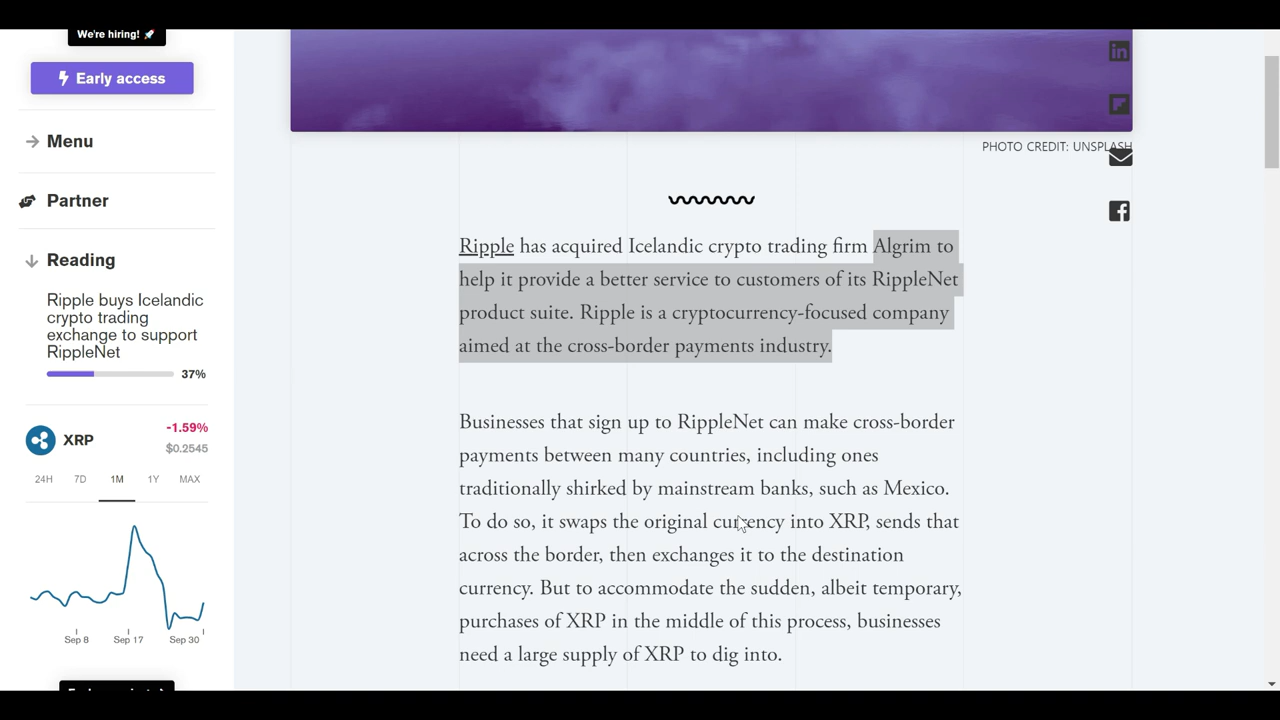 We're hiring! 🚀
Early access
Menu
Partner
Reading
Ripple buys Icelandic
crypto trading
exchange to support
RippleNet
37%
XRP
-1.59%
$0.2545
24H 7D 1M 1Y MAX
Sep 8 Sep 17 Sep 30
PHOTO CREDIT: UNSPLASH
Ripple has acquired Icelandic crypto trading firm Algrim to
help it provide a better service to customers of its RippleNet
product suite. Ripple is a cryptocurrency-focused company
aimed at the cross-border payments industry.
Businesses that sign up to RippleNet can make cross-border
payments between many countries, including ones
traditionally shirked by mainstream banks, such as Mexico.
To do so, it swaps the original currency into XRP, sends that
across the border, then exchanges it to the destination
currency. But to accommodate the sudden, albeit temporary,
purchases of XRP in the middle of this process, businesses
need a large supply of XRP to dig into.